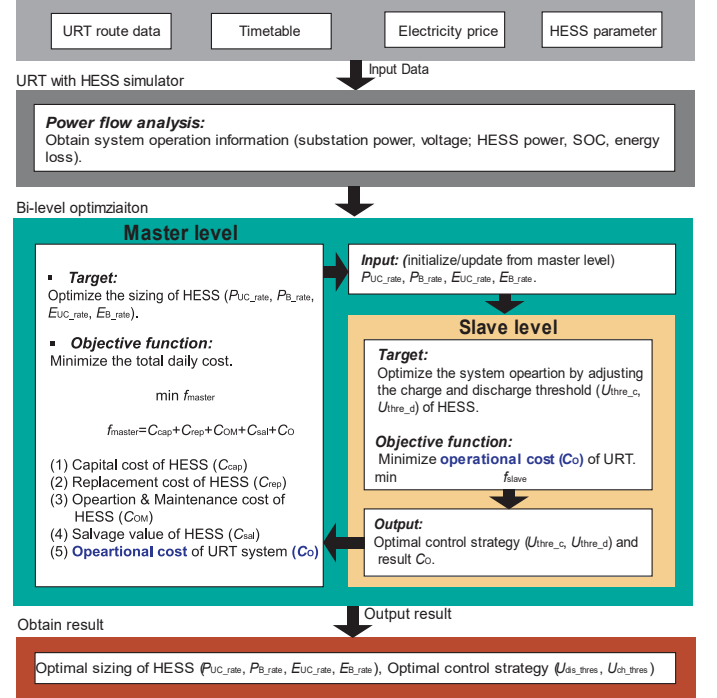 URT route data
Timetable
Electricity price
HESS parameter
Input Data
URT with HESS simulator
Power flow analysis:
Obtain system operation information (substation power, voltage; HESS power, SOC, energy
loss).
Bi-level optimziaiton
Master level
▪ Target:
Optimize the sizing of HESS (PUC_rate, PB_rate,
EUC_rate, EB_rate).
▪ Objective function:
Minimize the total daily cost.
min fmaster
fmaster=Ccap+Crep+COM+Csal+CO
(1) Capital cost of HESS (Ccap)
(2) Replacement cost of HESS (Crep)
(3) Opeartion & Maintenance cost of
HESS (COM)
(4) Salvage value of HESS (Csal)
(5) Opeartional cost of URT system (CO)
Input: (initialize/update from master level)
PUC_rate, PB_rate, EUC_rate, EB_rate.
Slave level
Target:
Optimize the system opeartion by adjusting
the charge and discharge threshold (Uthre_c,
Uthre_d) of HESS.
Objective function:
Minimize operational cost (CO) of URT.
min fslave
Output:
Optimal control strategy (Uthre_c, Uthre_d) and
result CO.
Output result
Obtain result
Optimal sizing of HESS (PUC_rate, PB_rate, EUC_rate, EB_rate), Optimal control strategy (Udis_thres, Uch_thres)